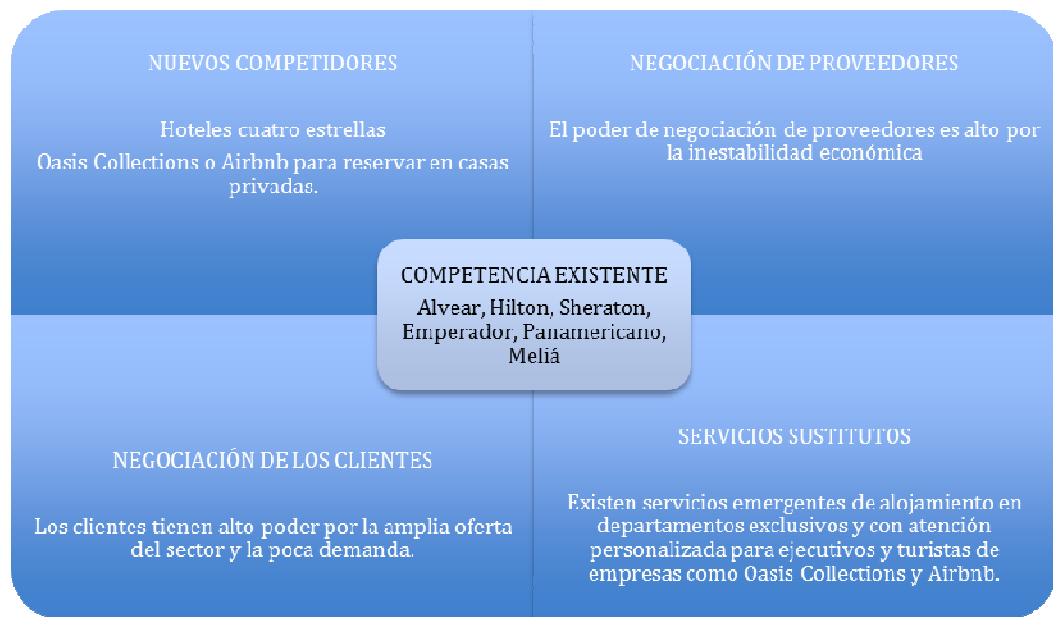 NUEVOS COMPETIDORES
Hoteles cuatro estrellas
Oasis Collections o Airbnb para reservar en casas
privadas.
NEGOCIACIÓN DE PROVEEDORES
El poder de negociación de proveedores es alto por
la inestabilidad económica
COMPETENCIA EXISTENTE
Alvear, Hilton, Sheraton,
Emperador, Panamericano,
Meliá
NEGOCIACIÓN DE LOS CLIENTES
Los clientes tienen alto poder por la amplia oferta
del sector y la poca demanda.
SERVICIOS SUSTITUTOS
Existen servicios emergentes de alojamiento en
departamentos exclusivos y con atención
personalizada para ejecutivos y turistas de
empresas como Oasis Collections y Airbnb.